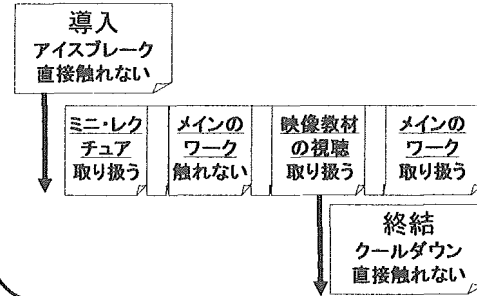 導入
アイスブレーク
直接触れない
ミニ・レク
チュア
取り扱う
メインの
ワーク
触れない
映像教材
の視聴
取り扱う
メインの
ワーク
取り扱う
終結
クールダウン
直接触れない